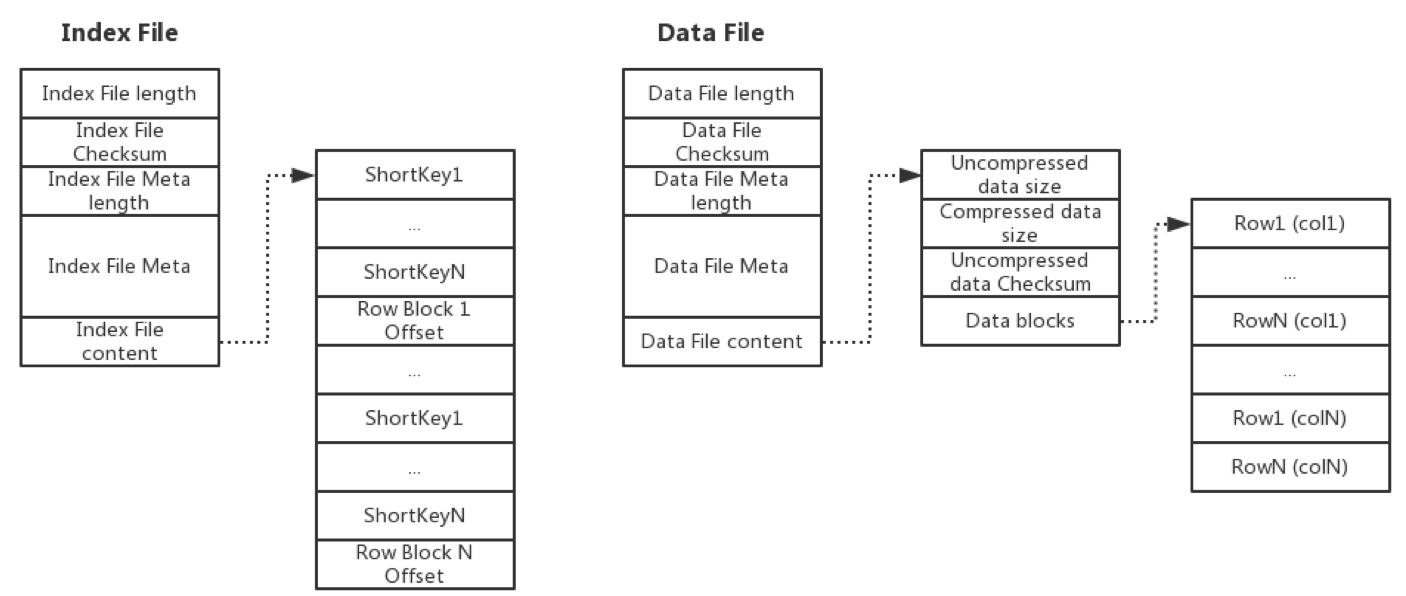 Index File
Index File length
Index File
Checksum
Index File Meta
length
Index File Meta
Index File
content
ShortKey1
...
ShortKeyN
Row Block 1
Offset
...
ShortKey1
...
ShortKeyN
Row Block N
Offset
Data File
Data File length
Data File
Checksum
Data File Meta
length
Data File Meta
Data File content
Uncompressed
data size
Compressed data
size
Uncompressed
data Checksum
Data blocks
Row1 (col1)
...
RowN (col1)
...
Row1 (colN)
RowN (colN)